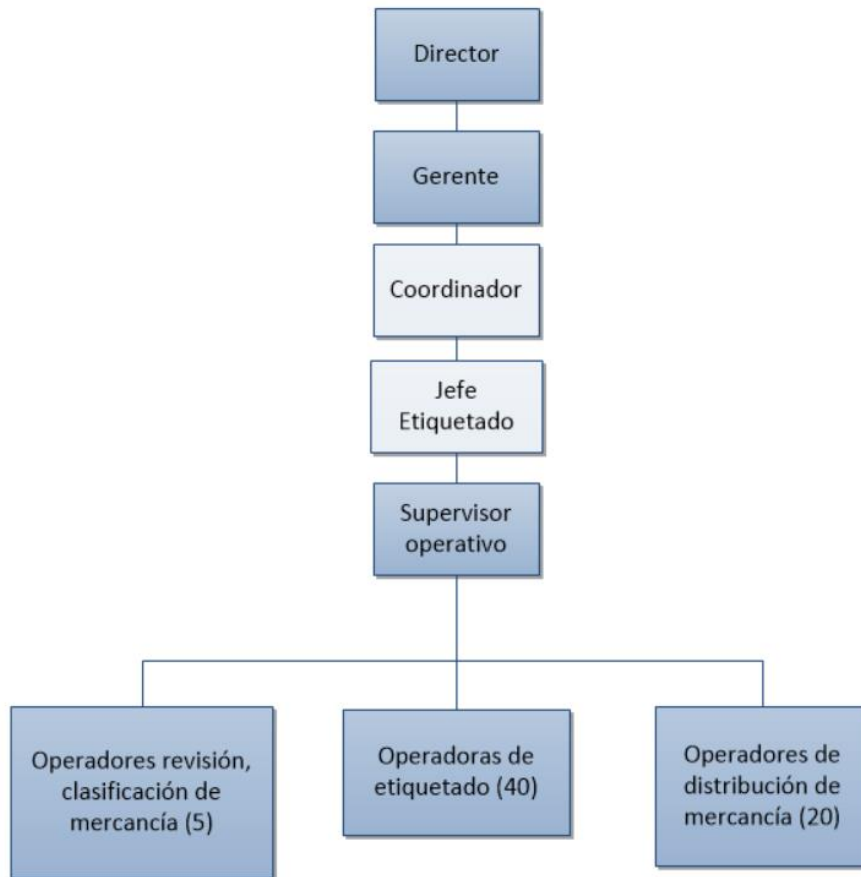 Director
Gerente
Coordinador
Jefe
Etiquetado
Supervisor
operativo
Operadores revisión,
clasificación de
mercancía (5)
Operadoras de
etiquetado (40)
Operadores de
distribución de
mercancía (20)